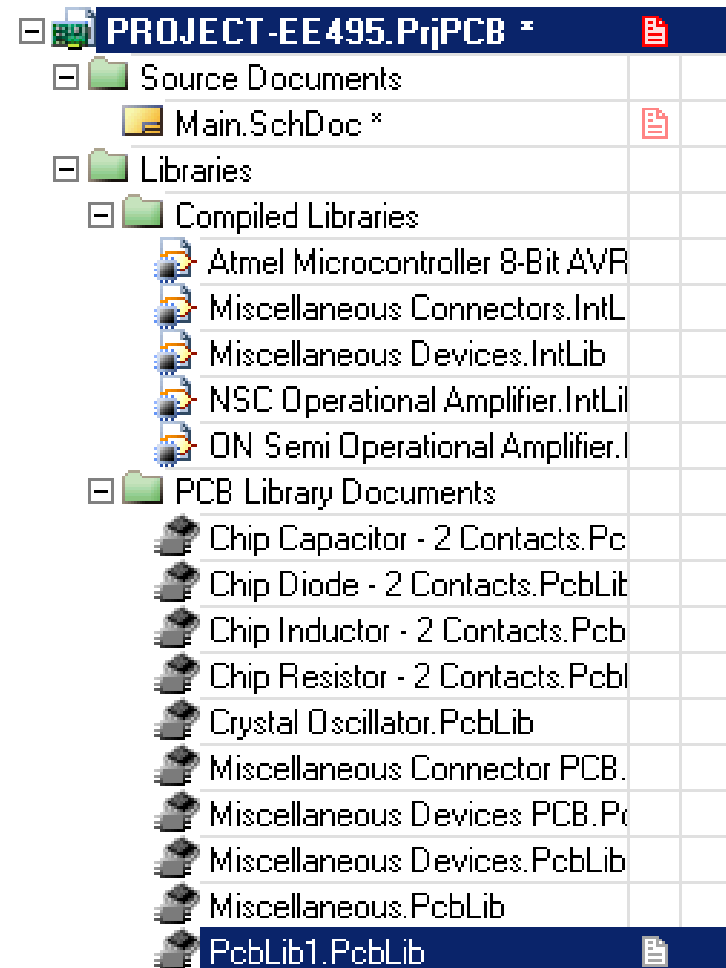 PROJECT-EE495.PrjPCB *
Source Documents
Main.SchDoc *
Libraries
Compiled Libraries
Atmel Microcontroller 8-Bit AVR
Miscellaneous Connectors.IntL
Miscellaneous Devices.IntLib
NSC Operational Amplifier.IntLil
ON Semi Operational Amplifier.I
PCB Library Documents
Chip Capacitor - 2 Contacts.Pc
Chip Diode - 2 Contacts.PcbLib
Chip Inductor - 2 Contacts.Pcb
Chip Resistor - 2 Contacts.Pcbl
Crystal Oscillator.PcbLib
Miscellaneous Connector PCB.
Miscellaneous Devices PCB.Pc
Miscellaneous Devices.PcbLib
Miscellaneous.PcbLib
PcbLib1.PcbLib